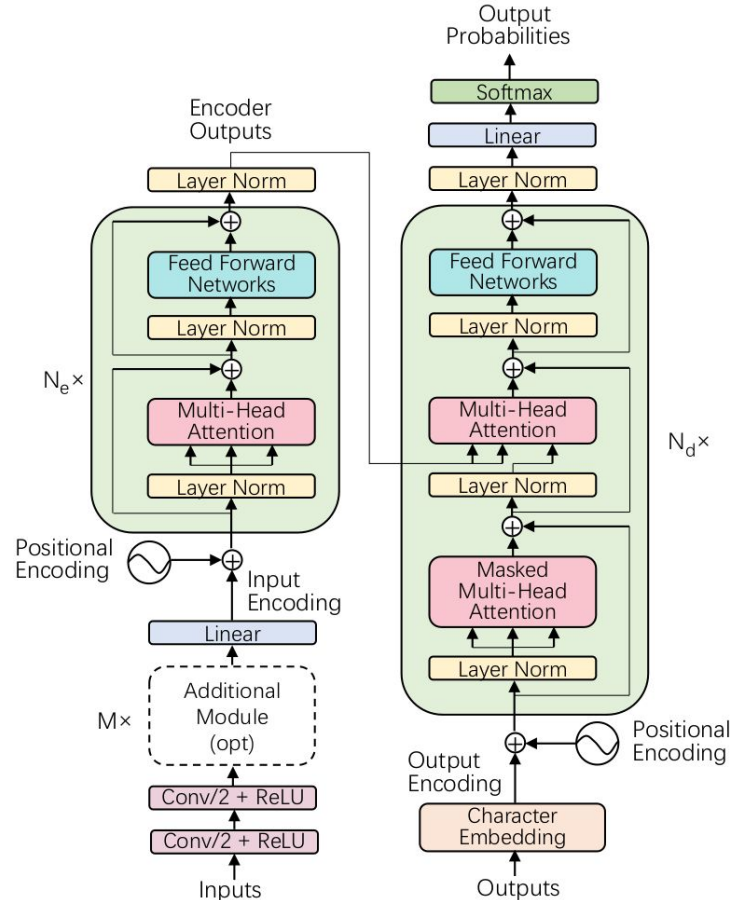 Encoder
Outputs
Layer Norm
Feed Forward
Networks
Layer Norm
Nₑ×
Multi-Head
Attention
Layer Norm
Positional
Encoding
Input
Encoding
Linear
M×
Additional
Module
(opt)
Conv/2 + ReLU
Conv/2 + ReLU
Inputs
Output
Probabilities
Softmax
Linear
Layer Norm
Feed Forward
Networks
Layer Norm
Multi-Head
Attention
N_d×
Layer Norm
Masked
Multi-Head
Attention
Layer Norm
Positional
Encoding
Output
Encoding
Character
Embedding
Outputs